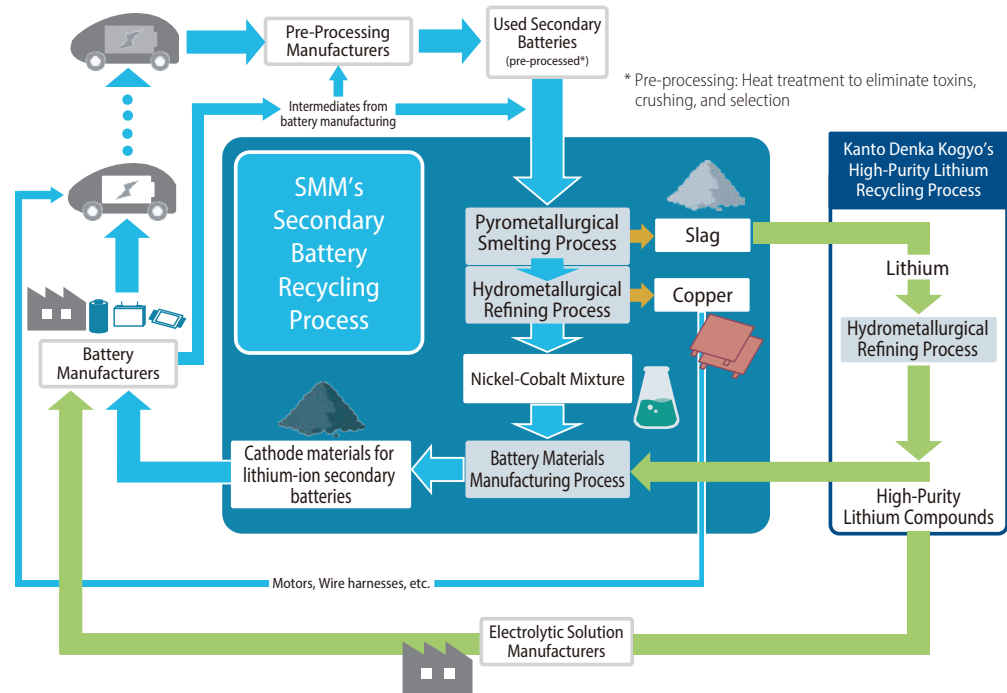 Pre-Processing
Manufacturers
Used Secondary
Batteries
(pre-processed*)
* Pre-processing: Heat treatment to eliminate toxins,
crushing, and selection
Intermediates from
battery manufacturing
SMM's
Secondary
Battery
Recycling
Process
Pyrometallurgical
Smelting Process
Slag
Hydrometallurgical
Refining Process
Copper
Nickel-Cobalt Mixture
Battery Materials
Manufacturing Process
Cathode materials for
lithium-ion secondary
batteries
Battery
Manufacturers
Kanto Denka Kogyo's
High-Purity Lithium
Recycling Process
Lithium
Hydrometallurgical
Refining Process
High-Purity
Lithium Compounds
Motors, Wire harnesses, etc.
Electrolytic Solution
Manufacturers